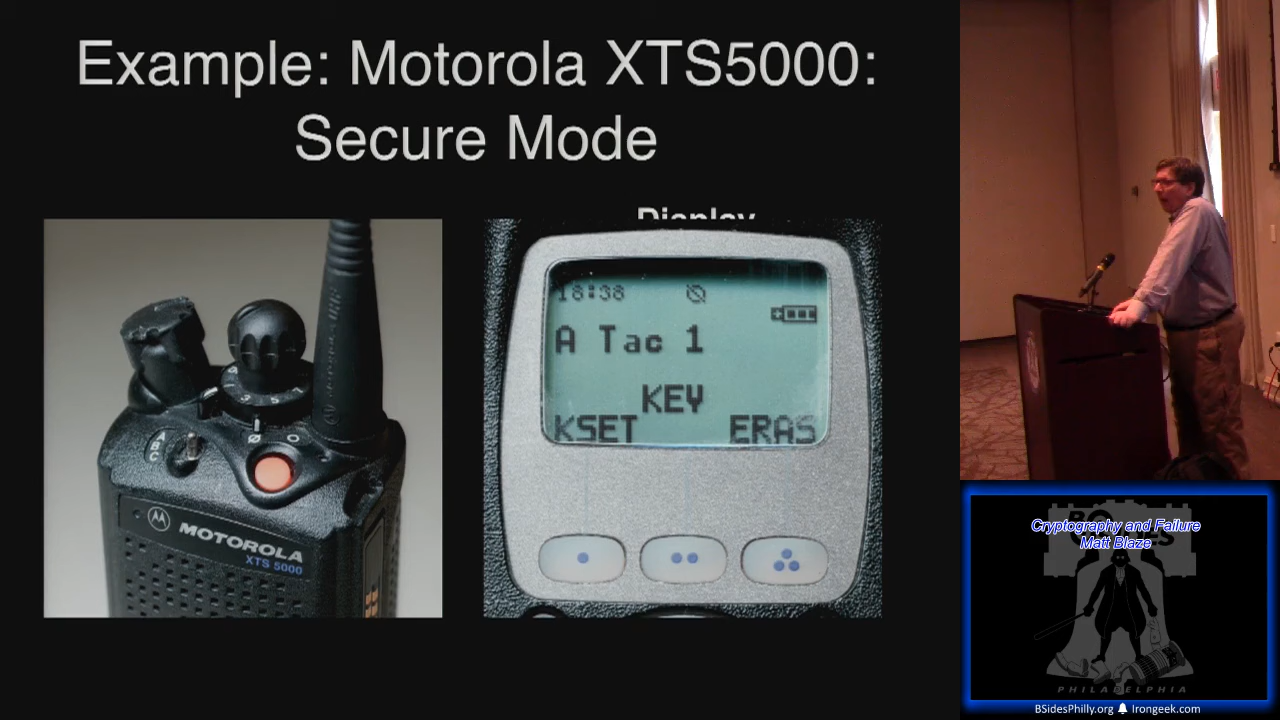 Example: Motorola XTS5000:
Secure Mode
Display
18:38
A Tac 1
KEY
KSET ERAS
A B C
Ø O
MOTOROLA
XTS 5000
Cryptography and Failure
Matt Blaze
PHILADELPHIA
BSidesPhilly.org Irongeek.com